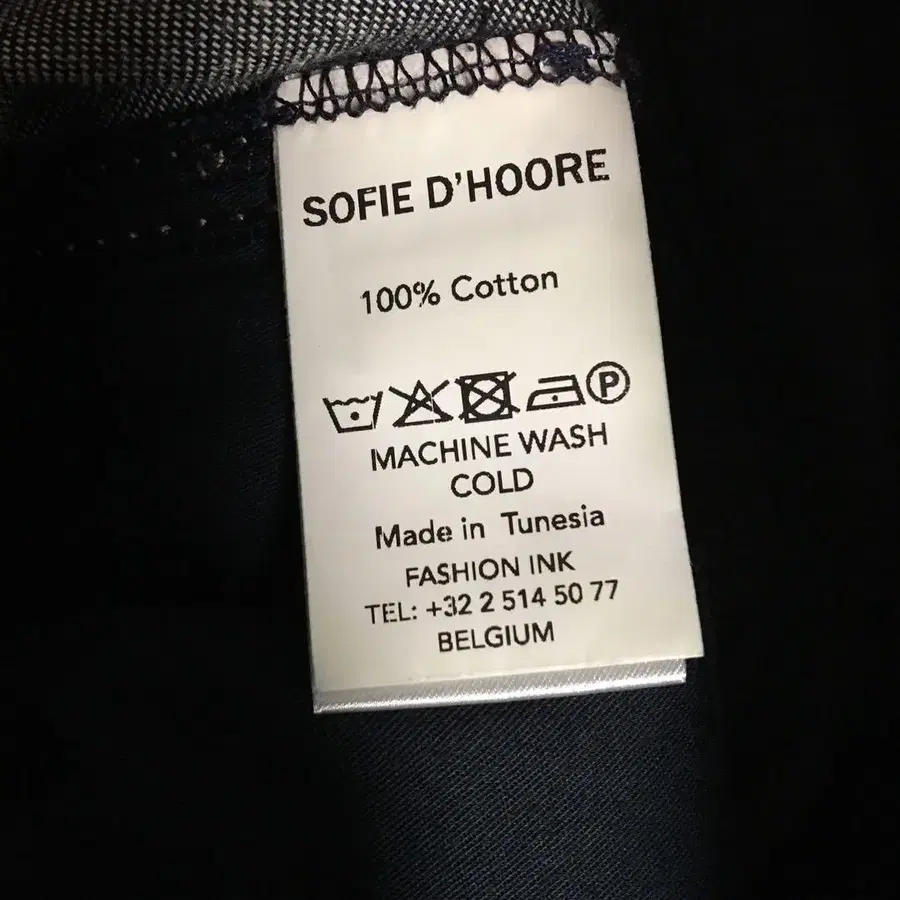 SOFIE D'HOORE
100% Cotton
P
MACHINE WASH
COLD
Made in Tunesia
FASHION INK
TEL: +32 2 514 50 77
BELGIUM